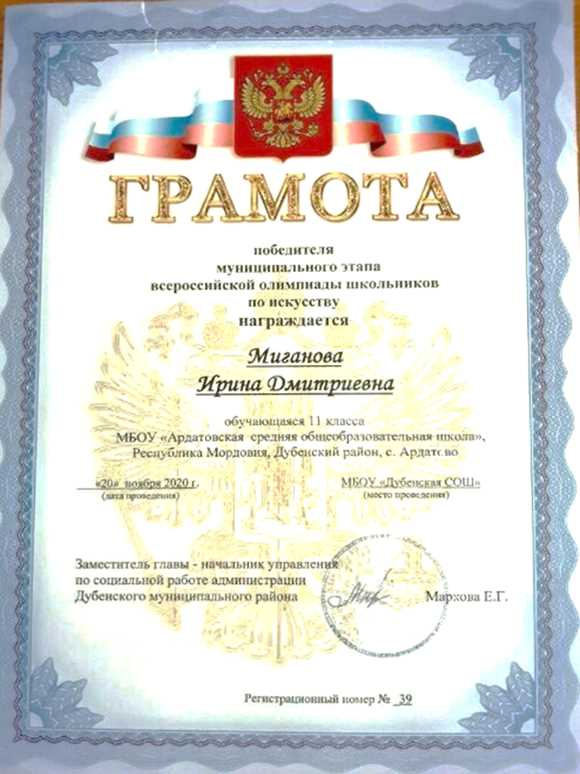 ГРАМОТА
победителя
муниципального этапа
всероссийской олимпиады школьников
по искусству
награждается
Миганова
Ирина Дмитриевна
обучающаяся 11 класса
МБОУ «Ардатовская средняя общеобразовательная школа»,
Республика Мордовия, Дубенский район, с. Ардатово
«20» ноября 2020 г. МБОУ «Дубенская СОШ»
(дата проведения) (место проведения)
Заместитель главы - начальник управления
по социальной работе администрации
Дубенского муниципального района Маркова Е.Г.
Регистрационный номер № 39